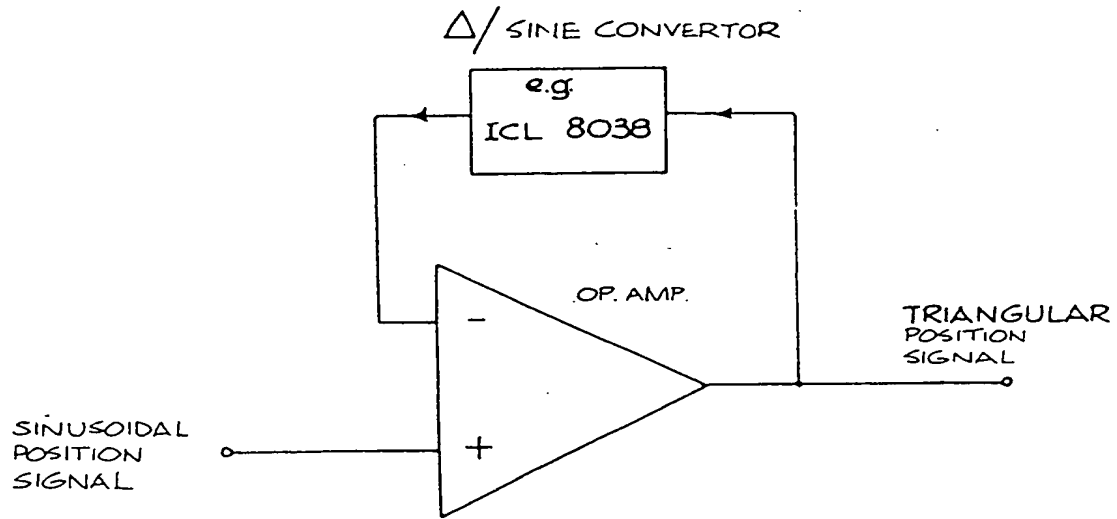 Δ/ SINE CONVERTOR
e.g.
ICL 8038
OP. AMP.
-
+
TRIANGULAR
POSITION
SIGNAL
SINUSOIDAL
POSITION
SIGNAL